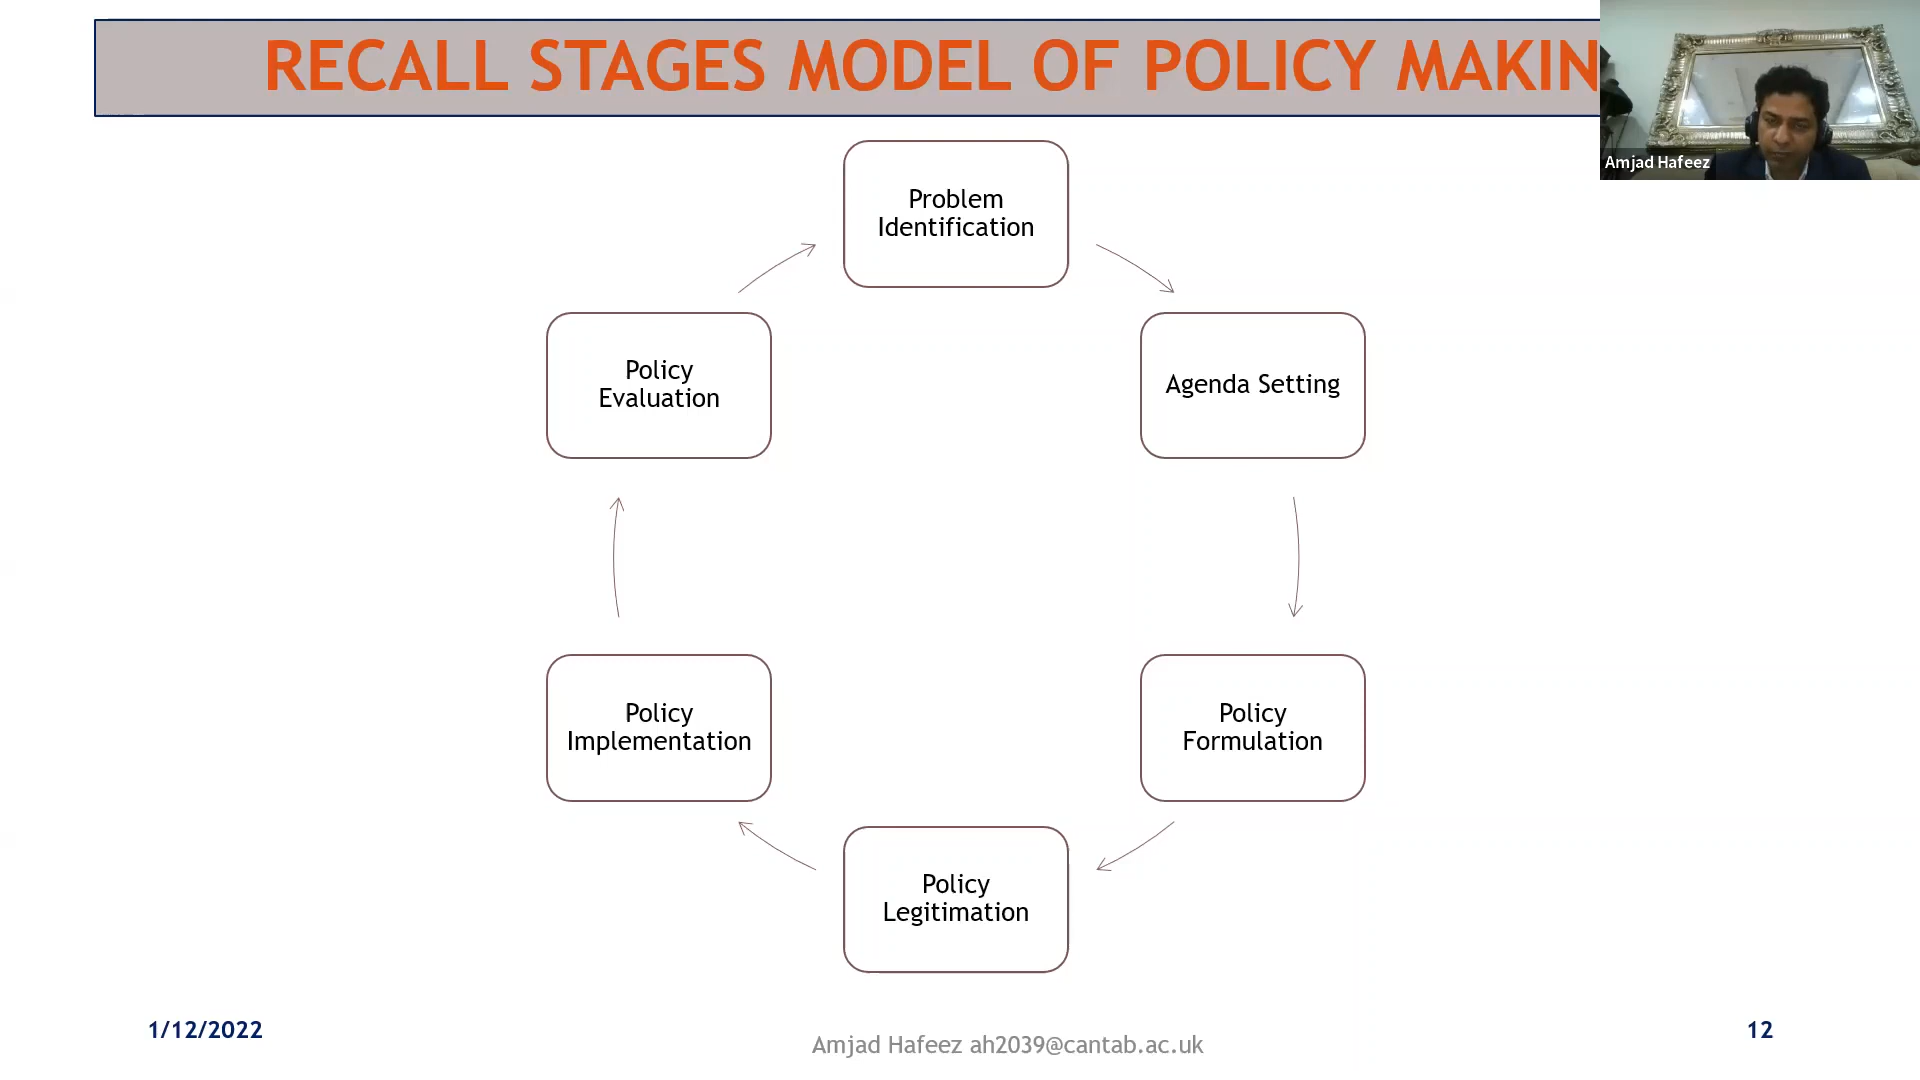 RECALL STAGES MODEL OF POLICY MAKIN
Amjad Hafeez
Problem
Identification
Policy
Evaluation
Agenda Setting
Policy
Implementation
Policy
Formulation
Policy
Legitimation
1/12/2022
Amjad Hafeez ah2039@cantab.ac.uk
12